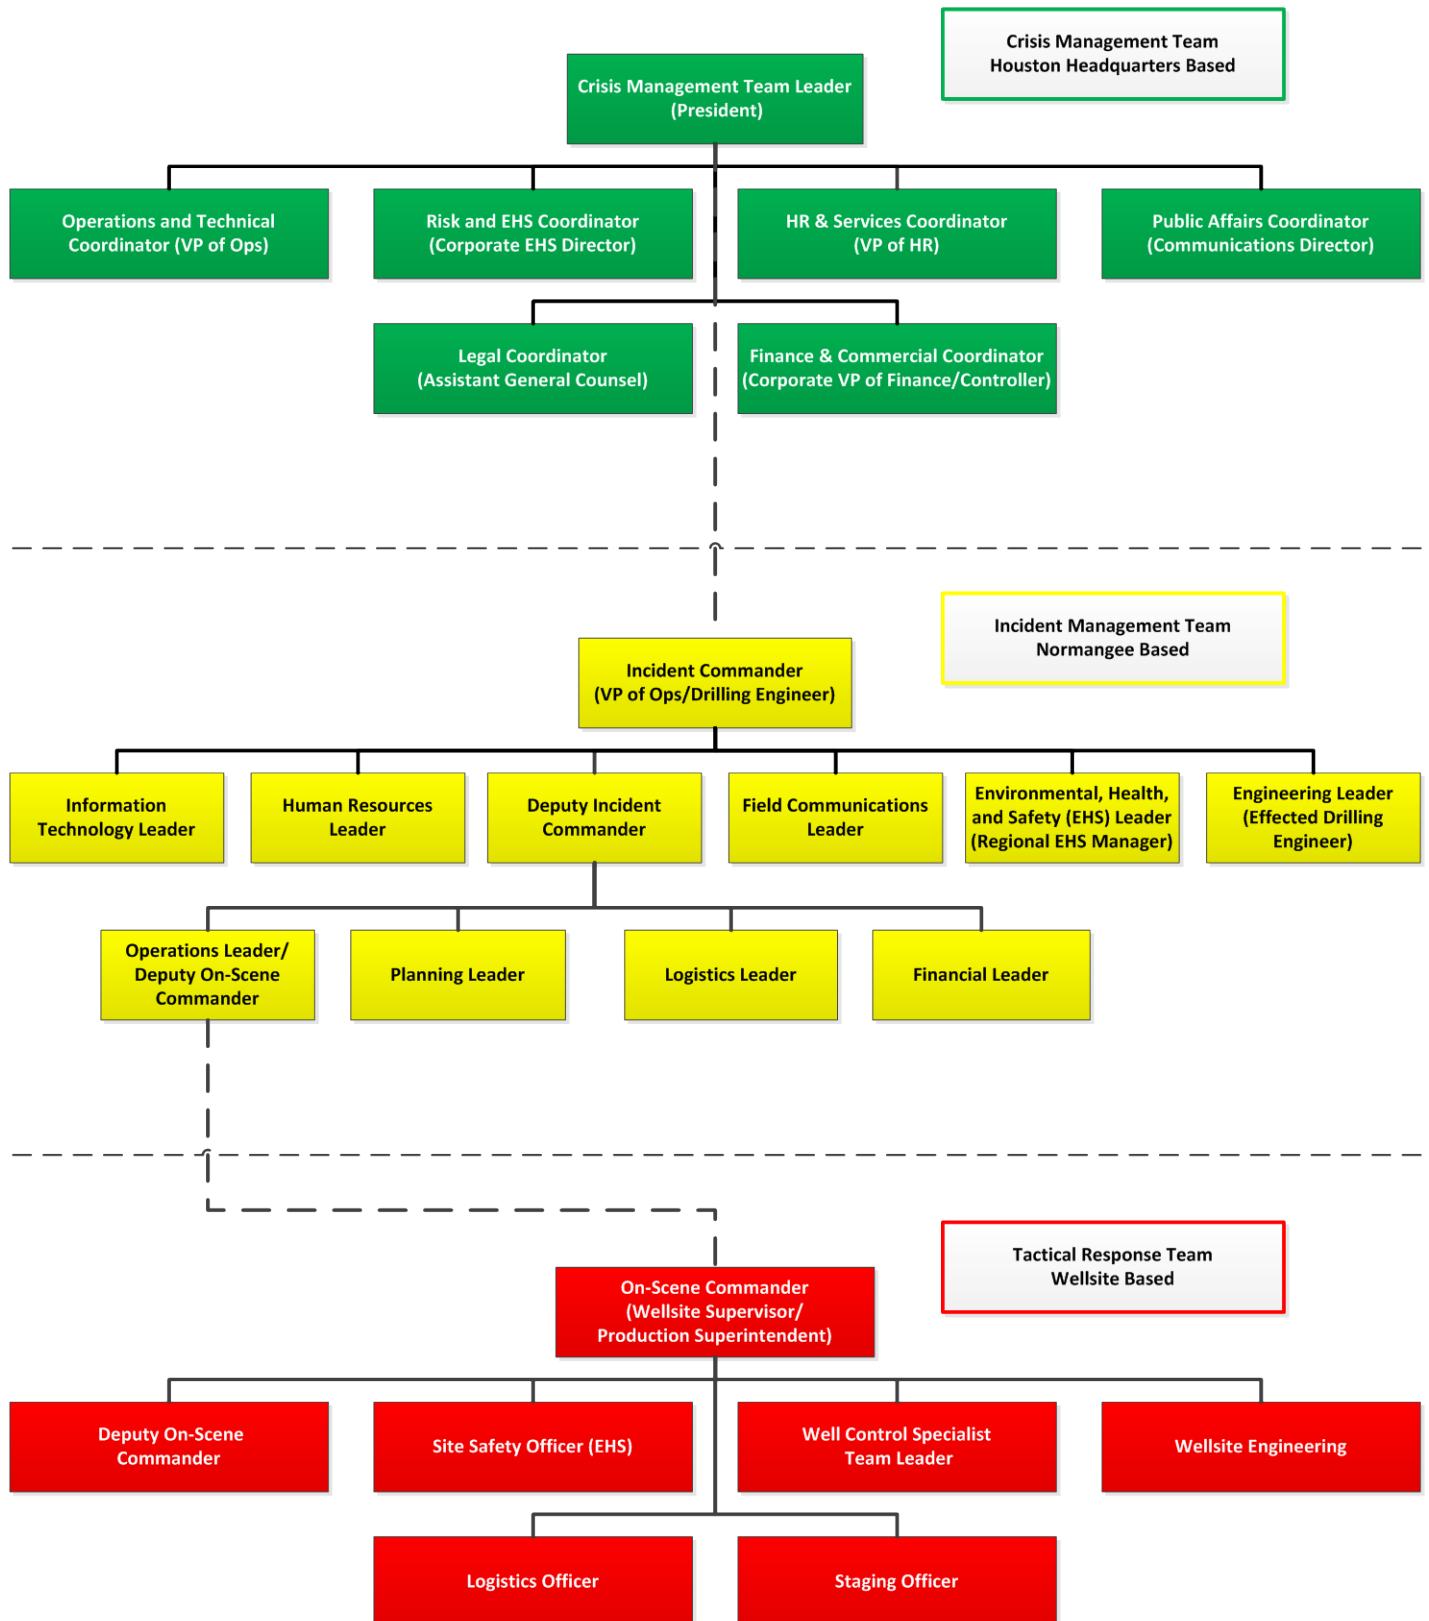 Crisis Management Team
Houston Headquarters Based
Crisis Management Team Leader
(President)
Operations and Technical
Coordinator (VP of Ops)
Risk and EHS Coordinator
(Corporate EHS Director)
HR & Services Coordinator
(VP of HR)
Public Affairs Coordinator
(Communications Director)
Legal Coordinator
(Assistant General Counsel)
Finance & Commercial Coordinator
(Corporate VP of Finance/Controller)
Incident Management Team
Normangee Based
Incident Commander
(VP of Ops/Drilling Engineer)
Information
Technology Leader
Human Resources
Leader
Deputy Incident
Commander
Field Communications
Leader
Environmental, Health,
and Safety (EHS) Leader
(Regional EHS Manager)
Engineering Leader
(Effected Drilling
Engineer)
Operations Leader/
Deputy On-Scene
Commander
Planning Leader
Logistics Leader
Financial Leader
Tactical Response Team
Wellsite Based
On-Scene Commander
(Wellsite Supervisor/
Production Superintendent)
Deputy On-Scene
Commander
Site Safety Officer (EHS)
Well Control Specialist
Team Leader
Wellsite Engineering
Logistics Officer
Staging Officer